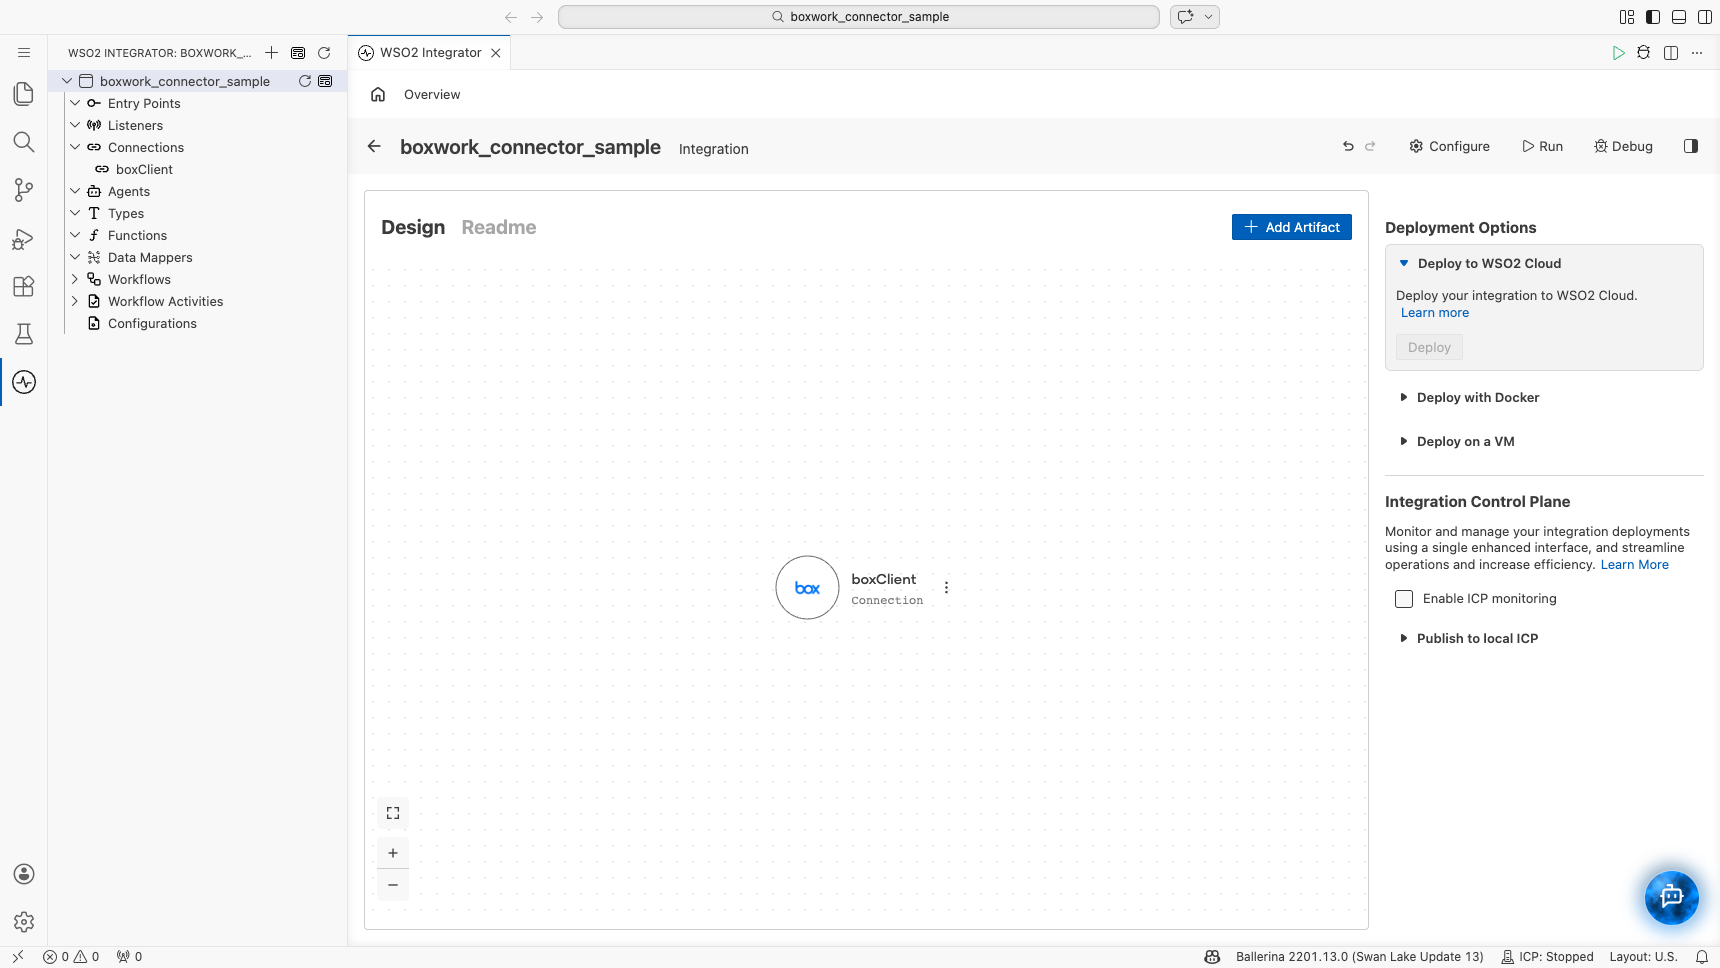 boxwork_connector_sample
WSO2 INTEGRATOR: BOXWORK_...
WSO2 Integrator
boxwork_connector_sample
Entry Points
Listeners
Connections
boxClient
Agents
Types
Functions
Data Mappers
Workflows
Workflow Activities
Configurations
Overview
boxwork_connector_sample Integration
Configure
Run
Debug
Design
Readme
Add Artifact
box
boxClient
Connection
Deployment Options
Deploy to WSO2 Cloud
Deploy your integration to WSO2 Cloud.
Learn more
Deploy
Deploy with Docker
Deploy on a VM
Integration Control Plane
Monitor and manage your integration deployments
using a single enhanced interface, and streamline
operations and increase efficiency. Learn More
Enable ICP monitoring
Publish to local ICP
0 0 0
Ballerina 2201.13.0 (Swan Lake Update 13)
ICP: Stopped
Layout: U.S.